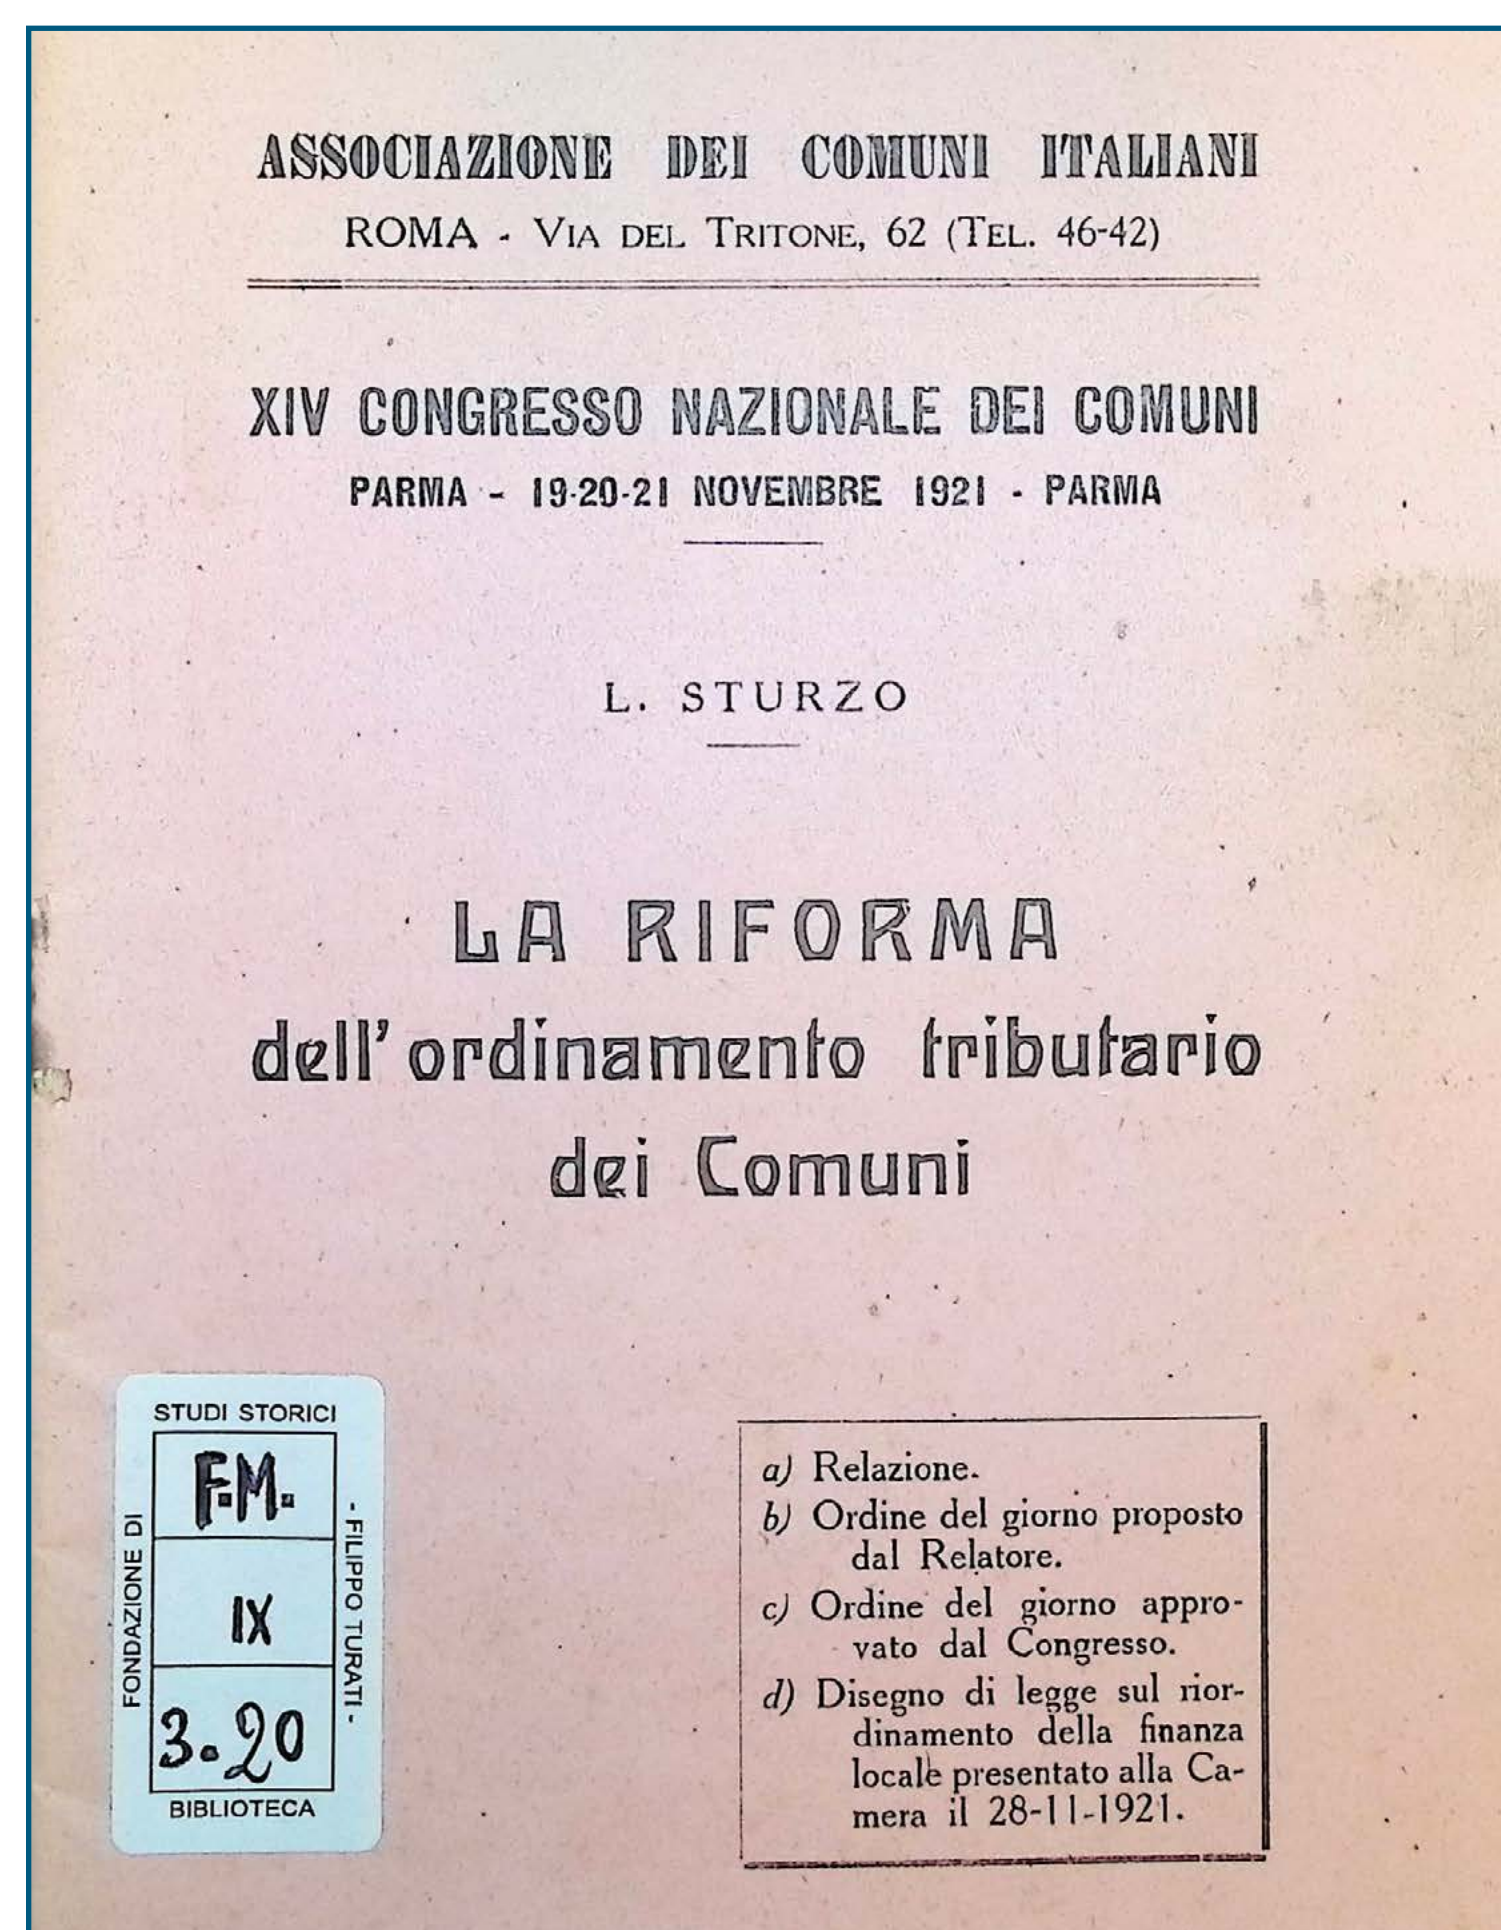 ASSOCIAZIONE DEI COMUNI ITALIANI
ROMA - VIA DEL TRITONE, 62 (TEL. 46-42)
XIV CONGRESSO NAZIONALE DEI COMUNI
PARMA - 19-20-21 NOVEMBRE 1921 - PARMA
L. STURZO
LA RIFORMA
dell'ordinamento tributario
dei Comuni
STUDI STORICI
FONDAZIONE DI
F.M.
IX
3.20
- FILIPPO TURATI -
BIBLIOTECA
a) Relazione.
b) Ordine del giorno proposto
dal Relatore.
c) Ordine del giorno appro-
vato dal Congresso.
d) Disegno di legge sul rior-
dinamento della finanza
locale presentato alla Ca-
mera il 28-11-1921.